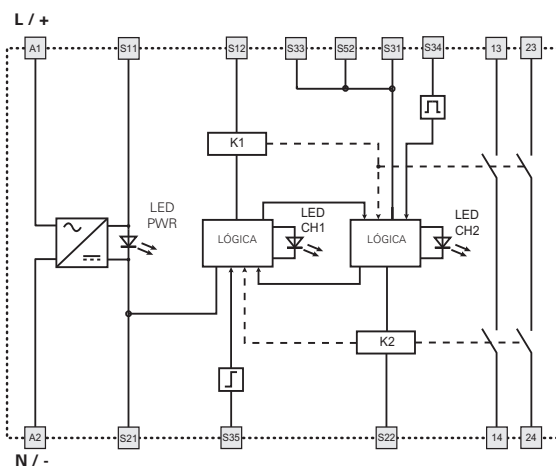 L / +
A1 S11 S12 S33 S52 S31 S34 13 23
K1
LED
PWR
LÓGICA
LED
CH1
LÓGICA
LED
CH2
K2
A2 S21 S35 S22 14 24
N / -